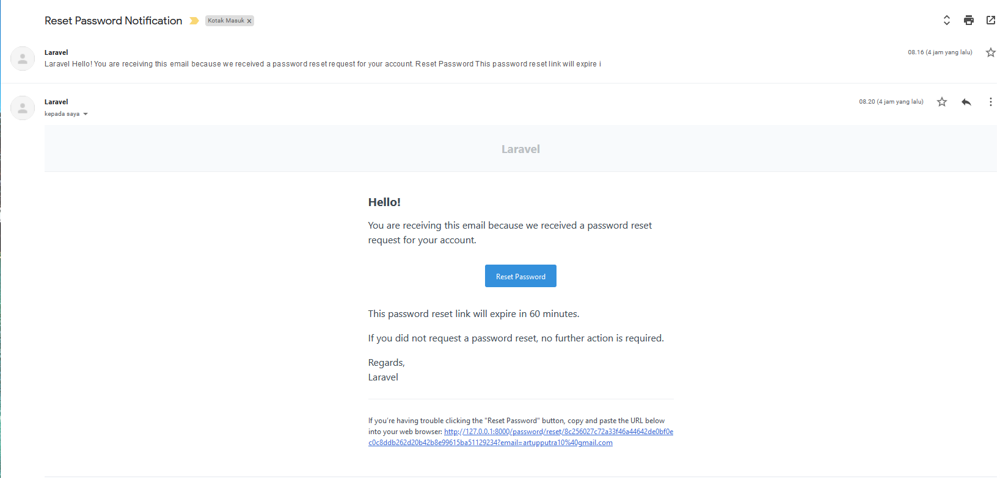 Reset Password Notification Kotak Masuk ×
Laravel 08.16 (4 jam yang lalu)
Laravel Hello! You are receiving this email because we received a password reset request for your account. Reset Password This password reset link will expire i
Laravel 08.20 (4 jam yang lalu)
kepada saya
Laravel
Hello!
You are receiving this email because we received a password reset
request for your account.
Reset Password
This password reset link will expire in 60 minutes.
If you did not request a password reset, no further action is required.
Regards,
Laravel
If you're having trouble clicking the "Reset Password" button, copy and paste the URL below
into your web browser: http://127.0.0.1:8000/password/reset/8c256027c72a33f46a44642de0bf0e
c0c8ddb262d20b42b8e99615ba51129234?email=artupputra10%40gmail.com